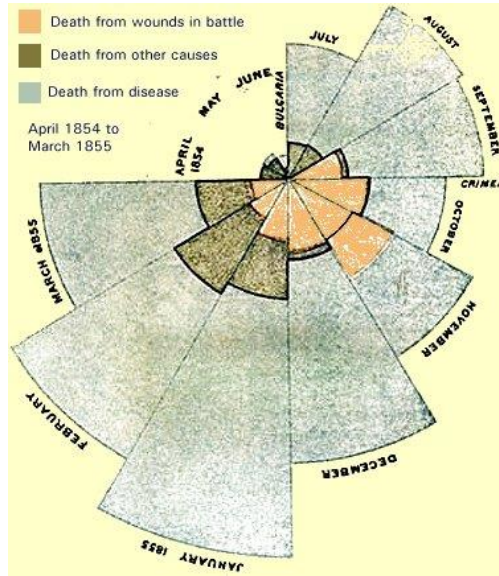 Death from wounds in battle
Death from other causes
Death from disease
April 1854 to
March 1855
APRIL
1854
MAY
JUNE
BULGARIA
JULY
AUGUST
SEPTEMBER
CRIMEA
OCTOBER
NOVEMBER
DECEMBER
JANUARY 1855
FEBRUARY
MARCH 1855